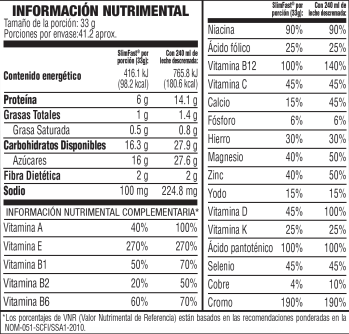 INFORMACIÓN NUTRIMENTAL
Tamaño de la porción: 33 g
Porciones por envase:41.2 aprox.
SlimFast® por porción (33g): Con 240 ml de leche descremada:
Contenido energético 416.1 kJ (98.2 kcal) 765.8 kJ (180.6 kcal)
Proteína 6 g 14.1 g
Grasas Totales 1 g 1.4 g
Grasa Saturada 0.5 g 0.8 g
Carbohidratos Disponibles 16.3 g 27.9 g
Azúcares 16 g 27.6 g
Fibra Dietética 2 g 2 g
Sodio 100 mg 224.8 mg
INFORMACIÓN NUTRIMENTAL COMPLEMENTARIA*
Vitamina A 40% 100%
Vitamina E 270% 270%
Vitamina B1 50% 70%
Vitamina B2 20% 50%
Vitamina B6 60% 70%
SlimFast® por porción (33g): Con 240 ml de leche descremada:
Niacina 90% 90%
Ácido fólico 25% 25%
Vitamina B12 100% 140%
Vitamina C 45% 45%
Calcio 15% 45%
Fósforo 6% 6%
Hierro 30% 30%
Magnesio 40% 50%
Zinc 40% 50%
Yodo 15% 15%
Vitamina D 45% 100%
Vitamina K 25% 25%
Ácido pantoténico 100% 100%
Selenio 45% 45%
Cobre 4% 10%
Cromo 190% 190%
*Los porcentajes de VNR (Valor Nutrimental de Referencia) están basados en las recomendaciones ponderadas en la
NOM-051-SCFI/SSA1-2010.